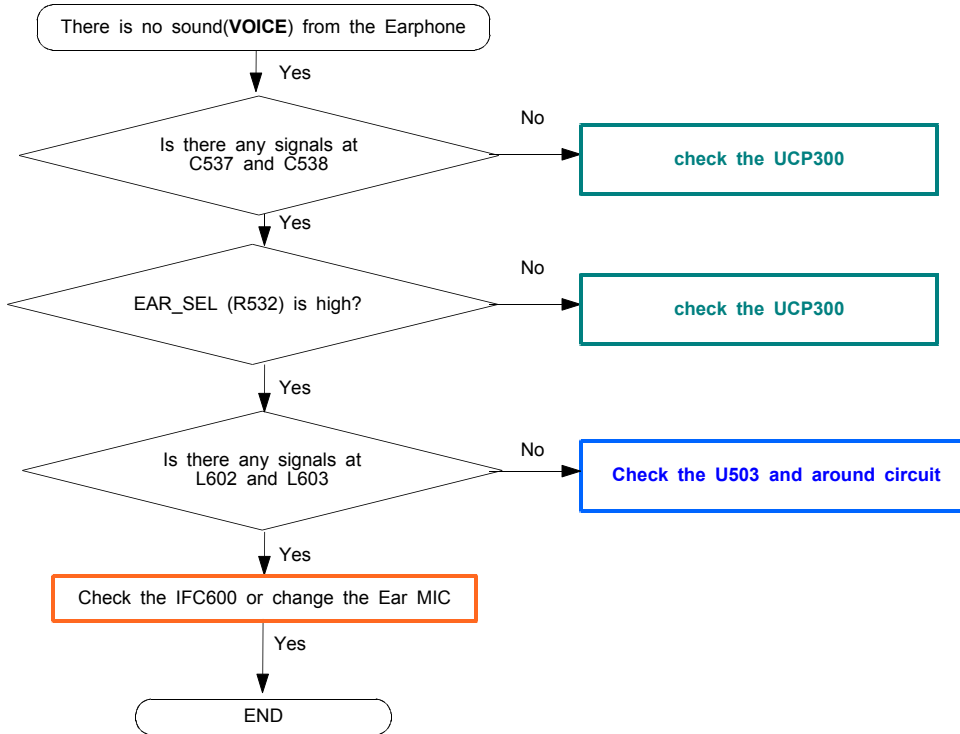 There is no sound(VOICE) from the Earphone
Yes
Is there any signals at
C537 and C538
No
check the UCP300
Yes
EAR_SEL (R532) is high?
No
check the UCP300
Yes
Is there any signals at
L602 and L603
No
Check the U503 and around circuit
Yes
Check the IFC600 or change the Ear MIC
Yes
END